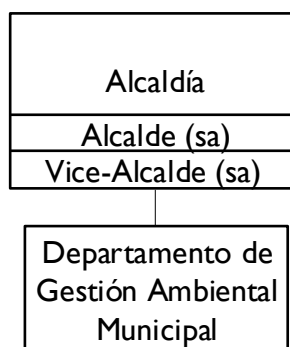 Alcaldía
Alcalde (sa)
Vice-Alcalde (sa)
Departamento de
Gestión Ambiental
Municipal